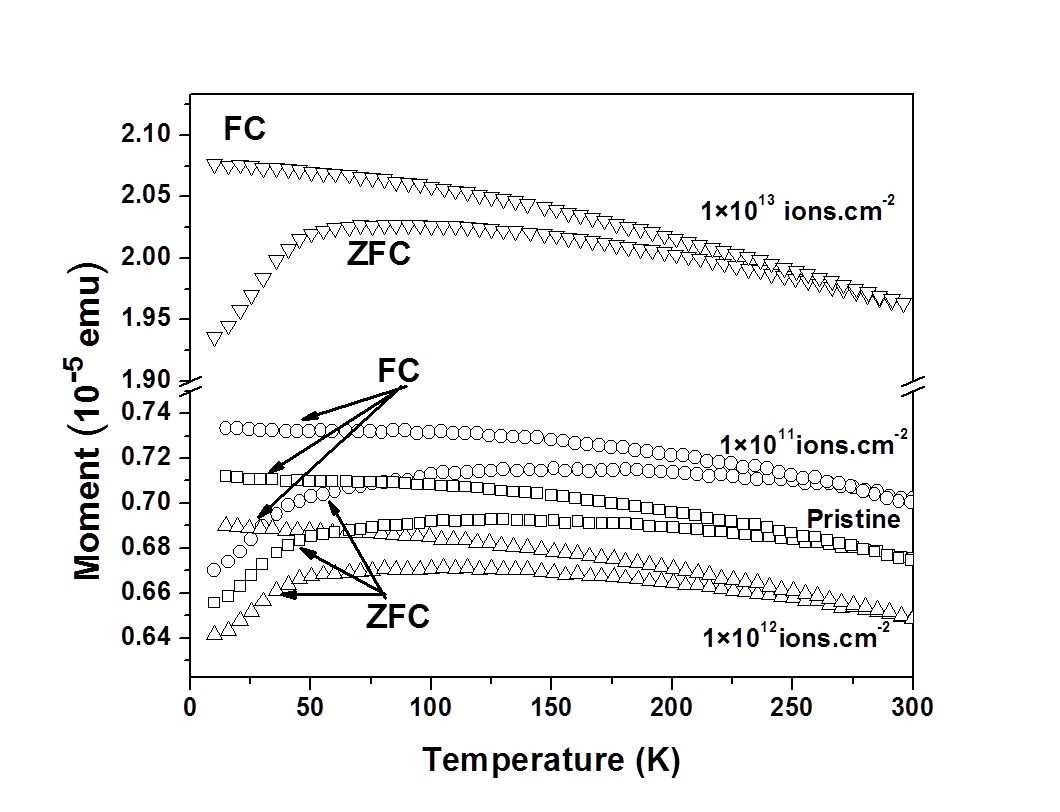 FC
2.10
2.05
1×10¹³ ions.cm⁻²
ZFC
2.00
1.95
1.90
FC
0.74
1×10¹¹ions.cm⁻²
0.72
0.70
Pristine
0.68
0.66
ZFC
0.64
1×10¹²ions.cm⁻²
Moment (10⁻⁵ emu)
0 50 100 150 200 250 300
Temperature (K)